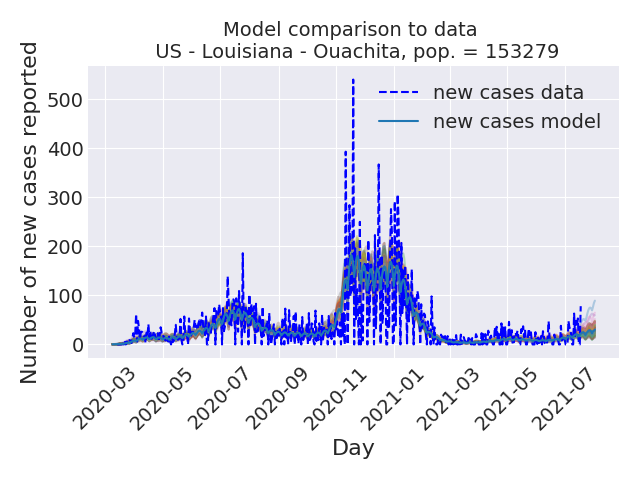 Model comparison to data
US - Louisiana - Ouachita, pop. = 153279
Number of new cases reported
500
400
300
200
100
0
new cases data
new cases model
2020-03
2020-05
2020-07
2020-09
2020-11
2021-01
2021-03
2021-05
2021-07
Day